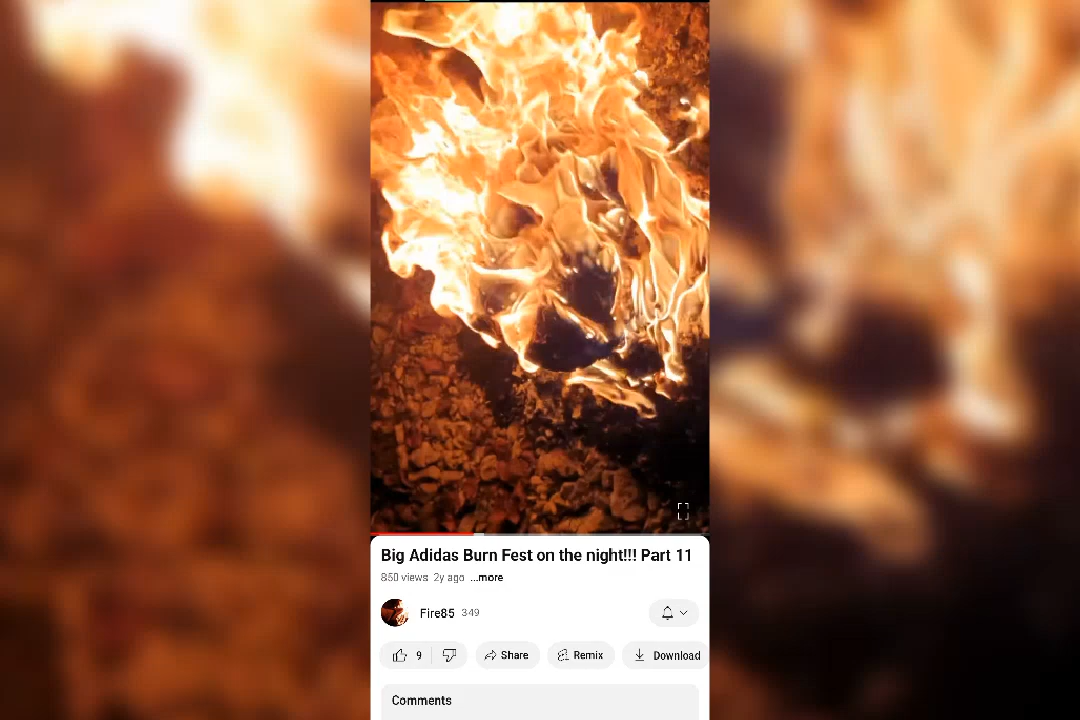 Big Adidas Burn Fest on the night!!! Part 11
850 views 2y ago ...more
Fire85 349
9 Share Remix Download
Comments